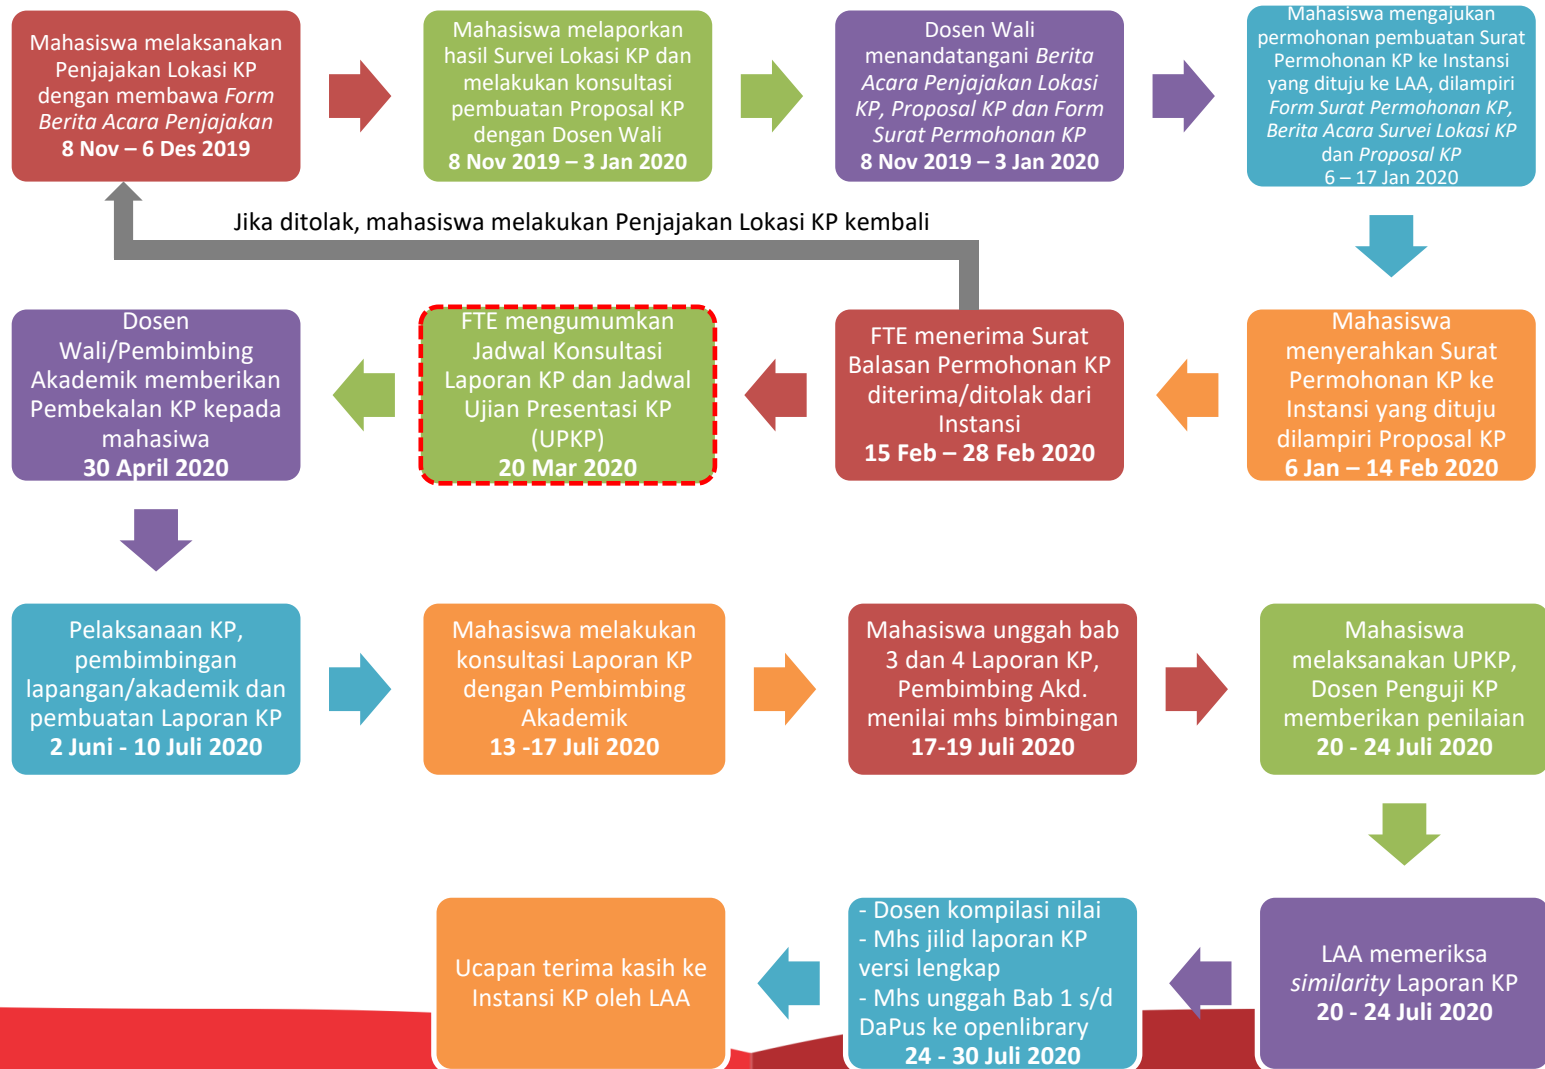 Mahasiswa melaksanakan
Penjajakan Lokasi KP
dengan membawa Form
Berita Acara Penjajakan
8 Nov – 6 Des 2019
Mahasiswa melaporkan
hasil Survei Lokasi KP dan
melakukan konsultasi
pembuatan Proposal KP
dengan Dosen Wali
8 Nov 2019 – 3 Jan 2020
Dosen Wali
menandatangani Berita
Acara Penjajakan Lokasi
KP, Proposal KP dan Form
Surat Permohonan KP
8 Nov 2019 – 3 Jan 2020
Mahasiswa mengajukan
permohonan pembuatan Surat
Permohonan KP ke Instansi
yang dituju ke LAA, dilampiri
Form Surat Permohonan KP,
Berita Acara Survei Lokasi KP
dan Proposal KP
6 – 17 Jan 2020
Jika ditolak, mahasiswa melakukan Penjajakan Lokasi KP kembali
Mahasiswa
menyerahkan Surat
Permohonan KP ke
Instansi yang dituju
dilampiri Proposal KP
6 Jan – 14 Feb 2020
FTE menerima Surat
Balasan Permohonan KP
diterima/ditolak dari
Instansi
15 Feb – 28 Feb 2020
FTE mengumumkan
Jadwal Konsultasi
Laporan KP dan Jadwal
Ujian Presentasi KP
(UPKP)
20 Mar 2020
Dosen
Wali/Pembimbing
Akademik memberikan
Pembekalan KP kepada
mahasiwa
30 April 2020
Pelaksanaan KP,
pembimbingan
lapangan/akademik dan
pembuatan Laporan KP
2 Juni - 10 Juli 2020
Mahasiswa melakukan
konsultasi Laporan KP
dengan Pembimbing
Akademik
13 -17 Juli 2020
Mahasiswa unggah bab
3 dan 4 Laporan KP,
Pembimbing Akd.
menilai mhs bimbingan
17-19 Juli 2020
Mahasiswa
melaksanakan UPKP,
Dosen Penguji KP
memberikan penilaian
20 - 24 Juli 2020
LAA memeriksa
similarity Laporan KP
20 - 24 Juli 2020
- Dosen kompilasi nilai
- Mhs jilid laporan KP
versi lengkap
- Mhs unggah Bab 1 s/d
DaPus ke openlibrary
24 - 30 Juli 2020
Ucapan terima kasih ke
Instansi KP oleh LAA